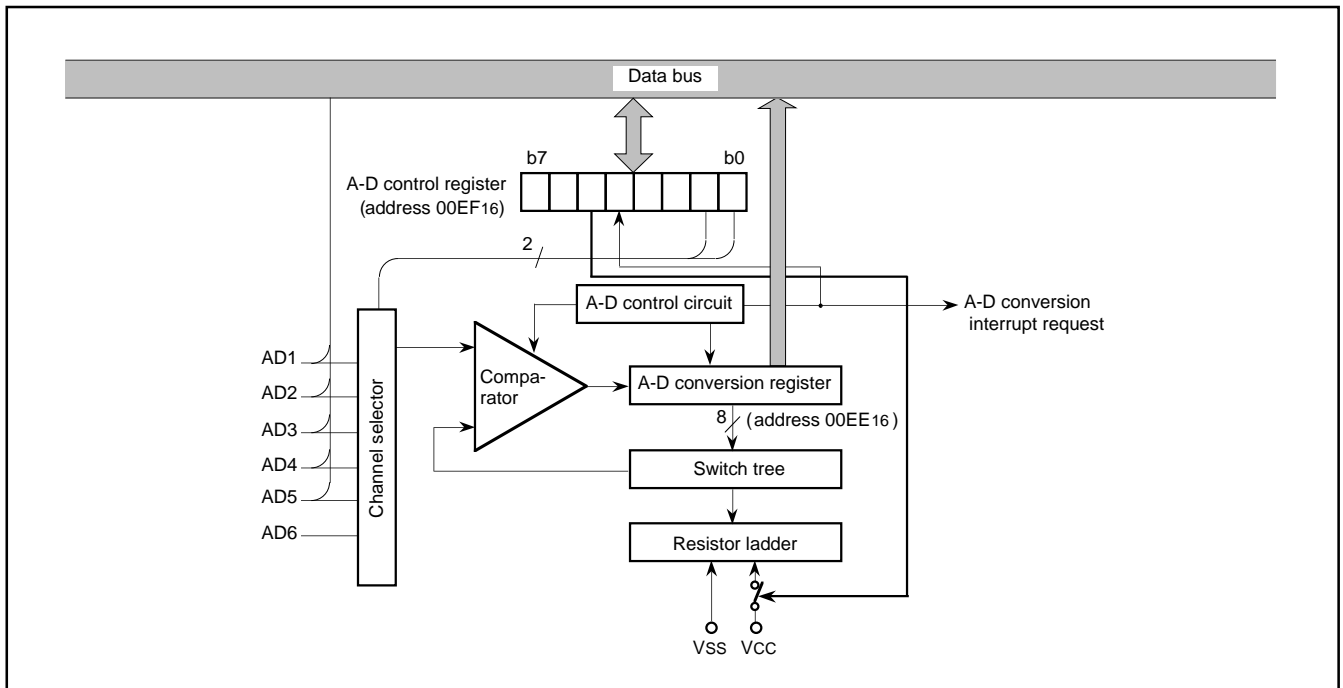 Data bus
b7 b0
A-D control register
(address 00EF16)
2
A-D control circuit
A-D conversion
interrupt request
AD1
AD2
AD3
AD4
AD5
AD6
Channel selector
Compa-
rator
A-D conversion register
8 (address 00EE16)
Switch tree
Resistor ladder
VSS VCC